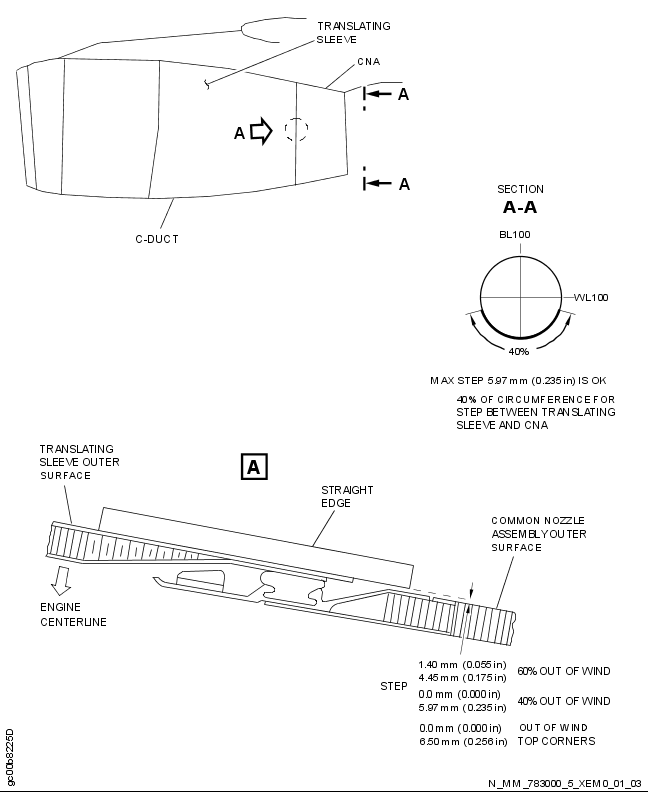 TRANSLATING
SLEEVE
CNA
A
A
A
C-DUCT
SECTION
A-A
BL100
WL100
40%
MAX STEP 5.97 mm (0.235 in) IS OK
40% OF CIRCUMFERENCE FOR
STEP BETWEEN TRANSLATING
SLEEVE AND CNA
TRANSLATING
SLEEVE OUTER
SURFACE
A
STRAIGHT
EDGE
COMMON NOZZLE
ASSEMBLY OUTER
SURFACE
ENGINE
CENTERLINE
STEP
1.40 mm (0.055 in)
4.45 mm (0.175 in)
60% OUT OF WIND
0.0 mm (0.000 in)
5.97 mm (0.235 in)
40% OUT OF WIND
0.0 mm (0.000 in)
6.50 mm (0.256 in)
OUT OF WIND
TOP CORNERS
gc00b8225D
N_MM_783000_5_XEM0_01_03